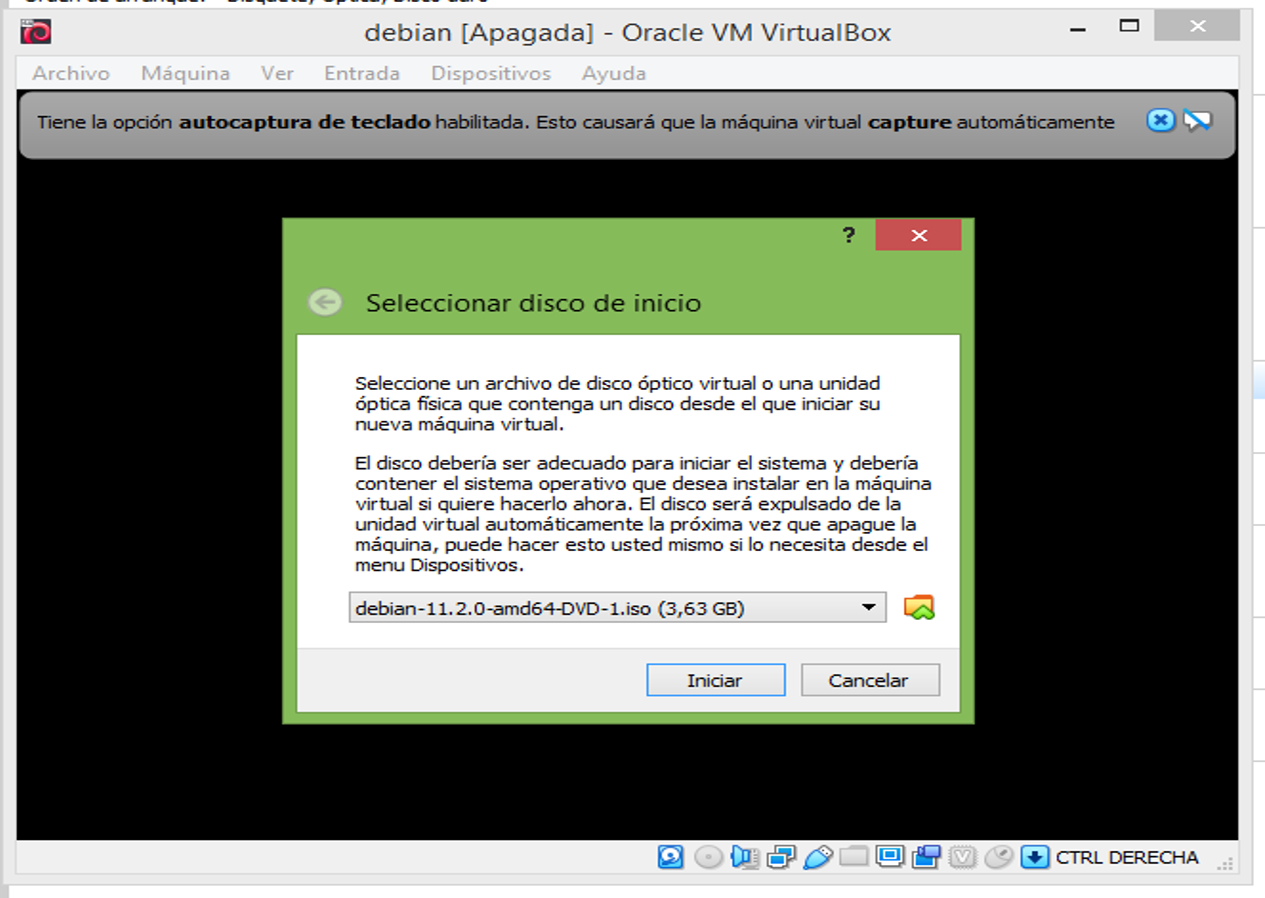 debian [Apagada] - Oracle VM VirtualBox
Archivo Máquina Ver Entrada Dispositivos Ayuda
Tiene la opción autocaptura de teclado habilitada. Esto causará que la máquina virtual capture automáticamente
?
Seleccionar disco de inicio
Seleccione un archivo de disco óptico virtual o una unidad
óptica física que contenga un disco desde el que iniciar su
nueva máquina virtual.
El disco debería ser adecuado para iniciar el sistema y debería
contener el sistema operativo que desea instalar en la máquina
virtual si quiere hacerlo ahora. El disco será expulsado de la
unidad virtual automáticamente la próxima vez que apague la
máquina, puede hacer esto usted mismo si lo necesita desde el
menu Dispositivos.
debian-11.2.0-amd64-DVD-1.iso (3,63 GB)
Iniciar Cancelar
CTRL DERECHA